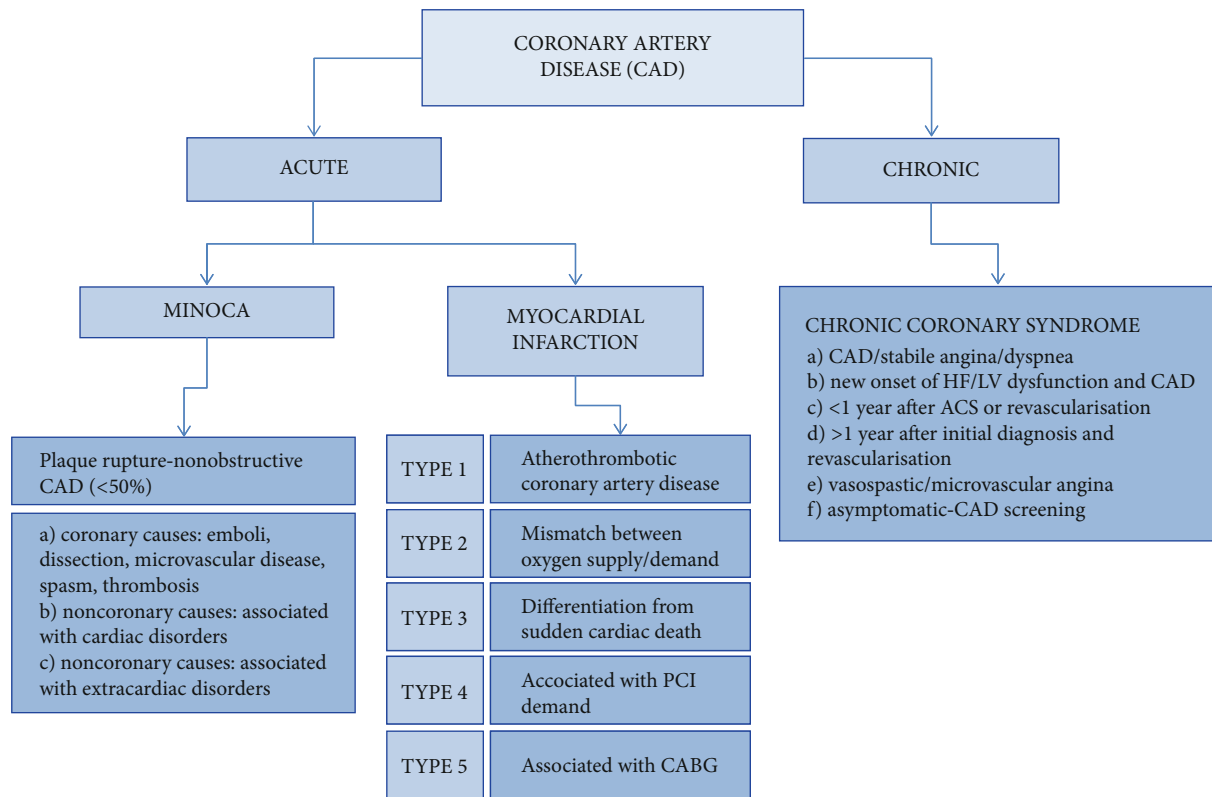 CORONARY ARTERY
DISEASE (CAD)
ACUTE
CHRONIC
MINOCA
MYOCARDIAL
INFARCTION
Plaque rupture-nonobstructive
CAD (<50%)
a) coronary causes: emboli,
dissection, microvascular disease,
spasm, thrombosis
b) noncoronary causes: associated
with cardiac disorders
c) noncoronary causes: associated
with extracardiac disorders
TYPE 1
Atherothrombotic
coronary artery disease
TYPE 2
Mismatch between
oxygen supply/demand
TYPE 3
Differentiation from
sudden cardiac death
TYPE 4
Accociated with PCI
demand
TYPE 5
Associated with CABG
CHRONIC CORONARY SYNDROME
a) CAD/stabile angina/dyspnea
b) new onset of HF/LV dysfunction and CAD
c) <1 year after ACS or revascularisation
d) >1 year after initial diagnosis and
revascularisation
e) vasospastic/microvascular angina
f) asymptomatic-CAD screening